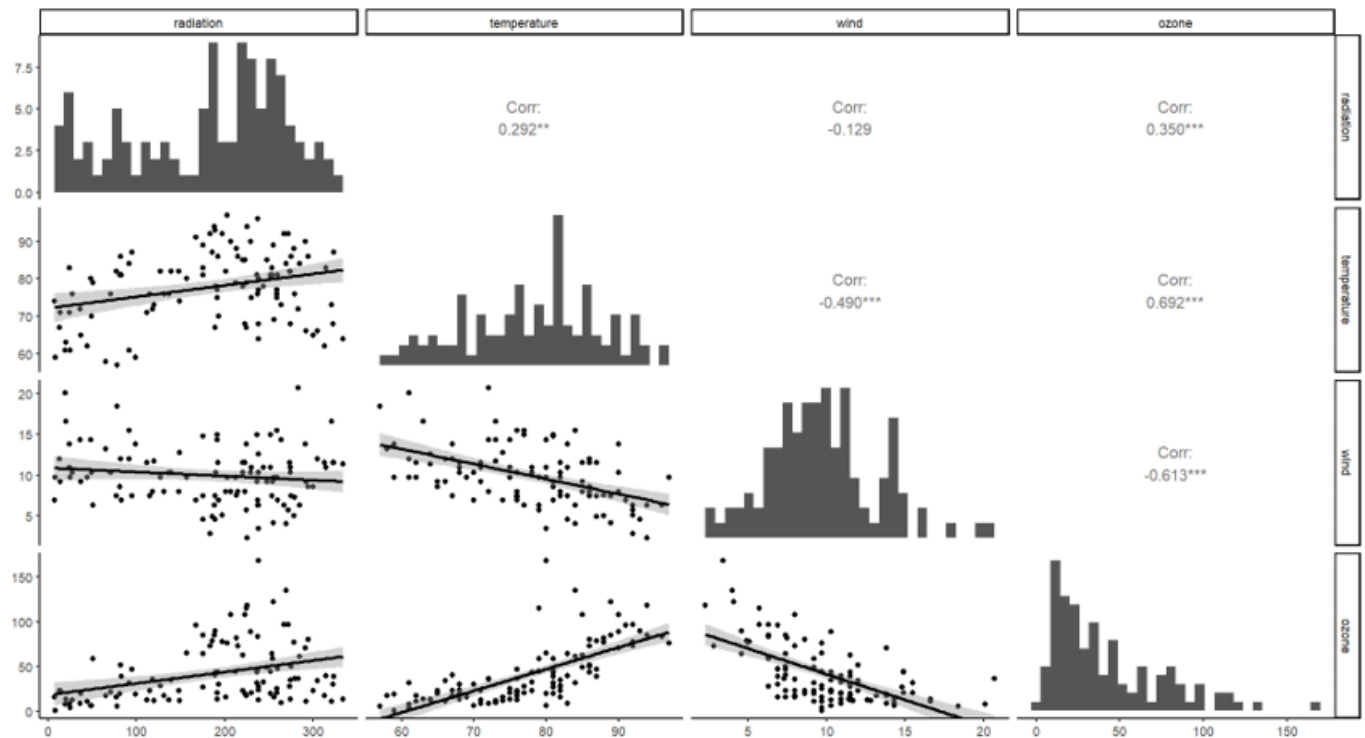 radiation temperature wind ozone
7.5
5.0
2.5
0.0
Corr:
0.292**
Corr:
-0.129
Corr:
0.350***
radiation
90
80
70
60
Corr:
-0.490***
Corr:
0.692***
temperature
20
15
10
5
Corr:
-0.613***
wind
150
100
50
0
ozone
0 100 200 300 60 70 80 90 5 10 15 20 0 50 100 150